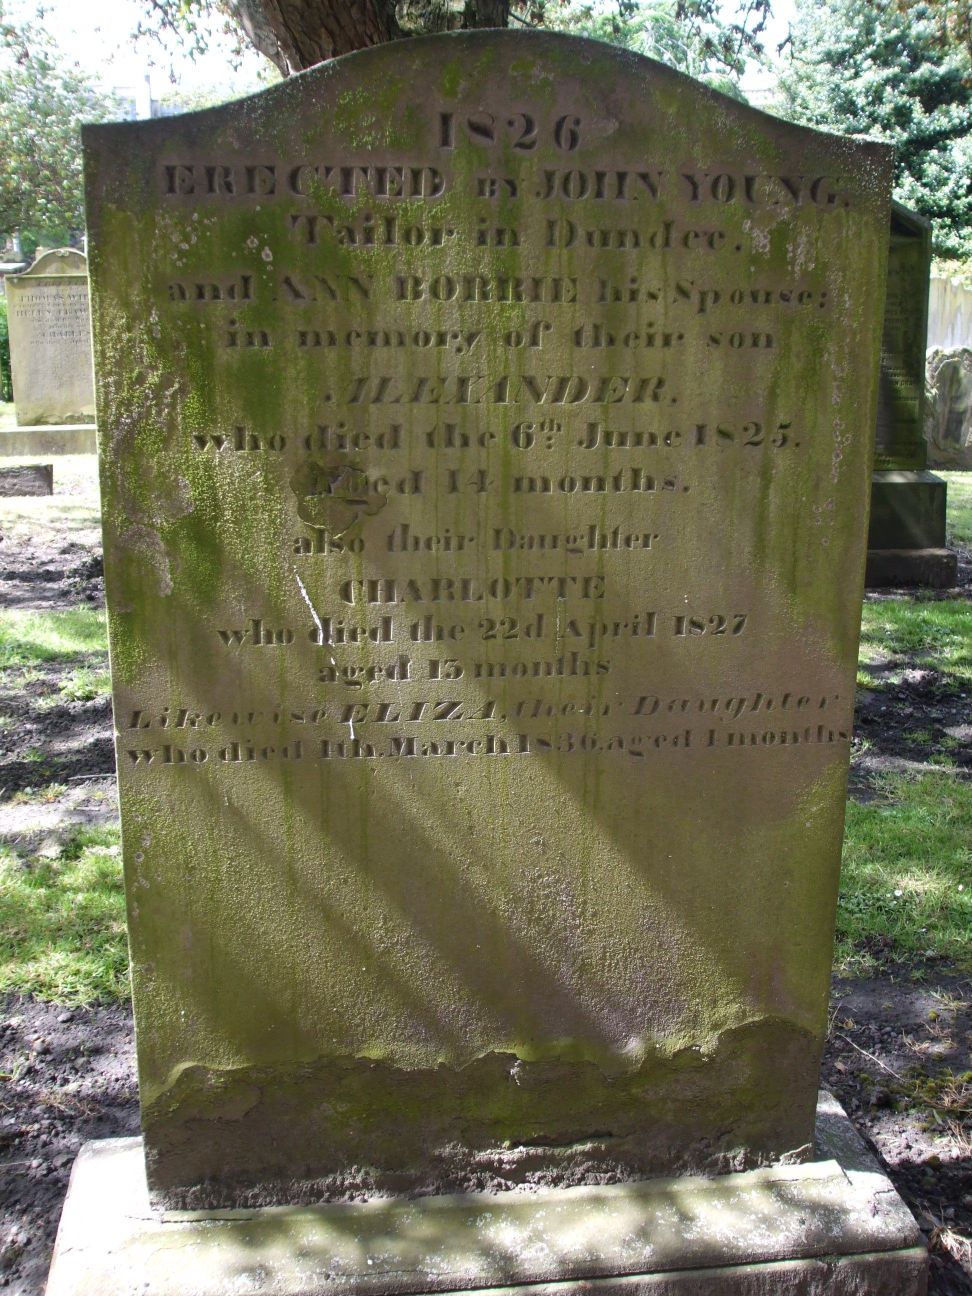 1826
ERECTED BY JOHN YOUNG.
Tailor in Dundee.
and ANN BORRIE his Spouse;
in memory of their son
ALEXANDER.
who died the 6th June 1825.
aged 14 months.
also their Daughter
CHARLOTTE
who died the 22d April 1827
aged 13 months
Likewise ELIZA, their Daughter
who died March 1836. aged months